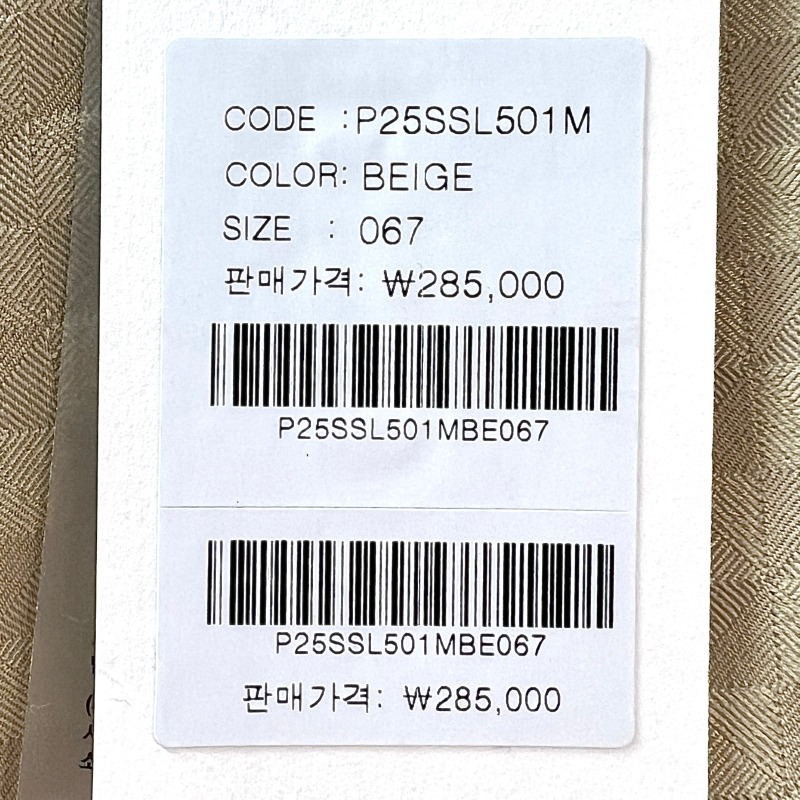 CODE :P25SSL501M
COLOR: BEIGE
SIZE : 067
판매가격: ₩285,000
P25SSL501MBE067
P25SSL501MBE067
판매가격: ₩285,000